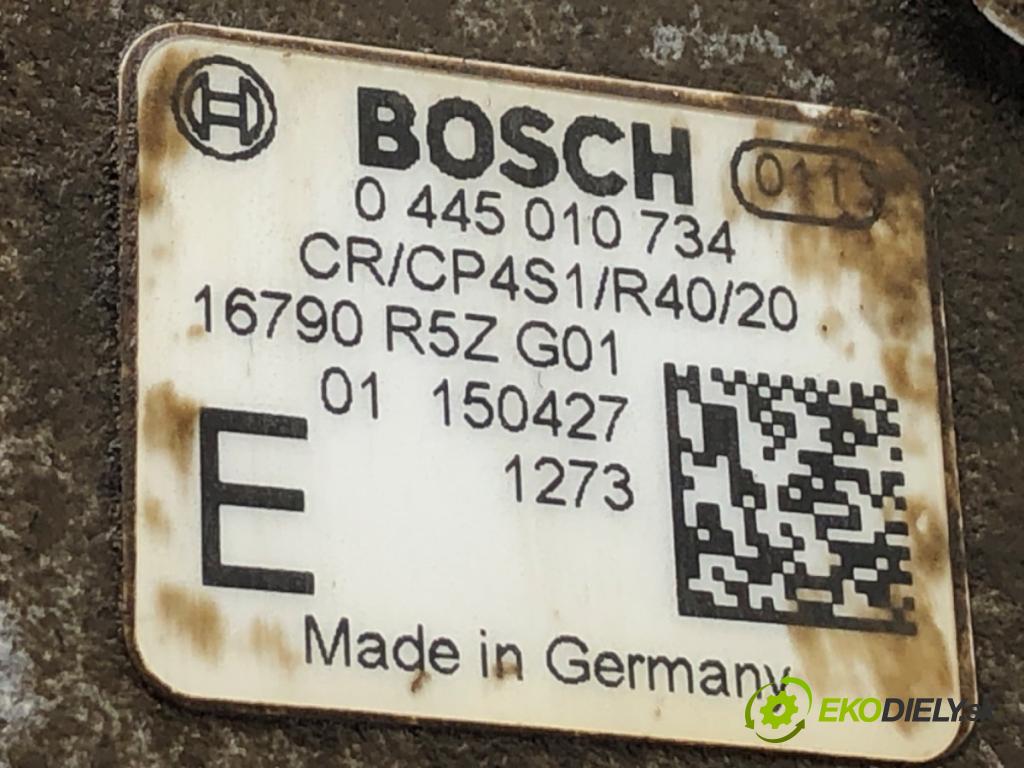 BOSCH
0 445 010 734
CR/CP4S1/R40/20
16790 R5Z G01
01 150427
1273
E
Made in Germany
EKODIELY